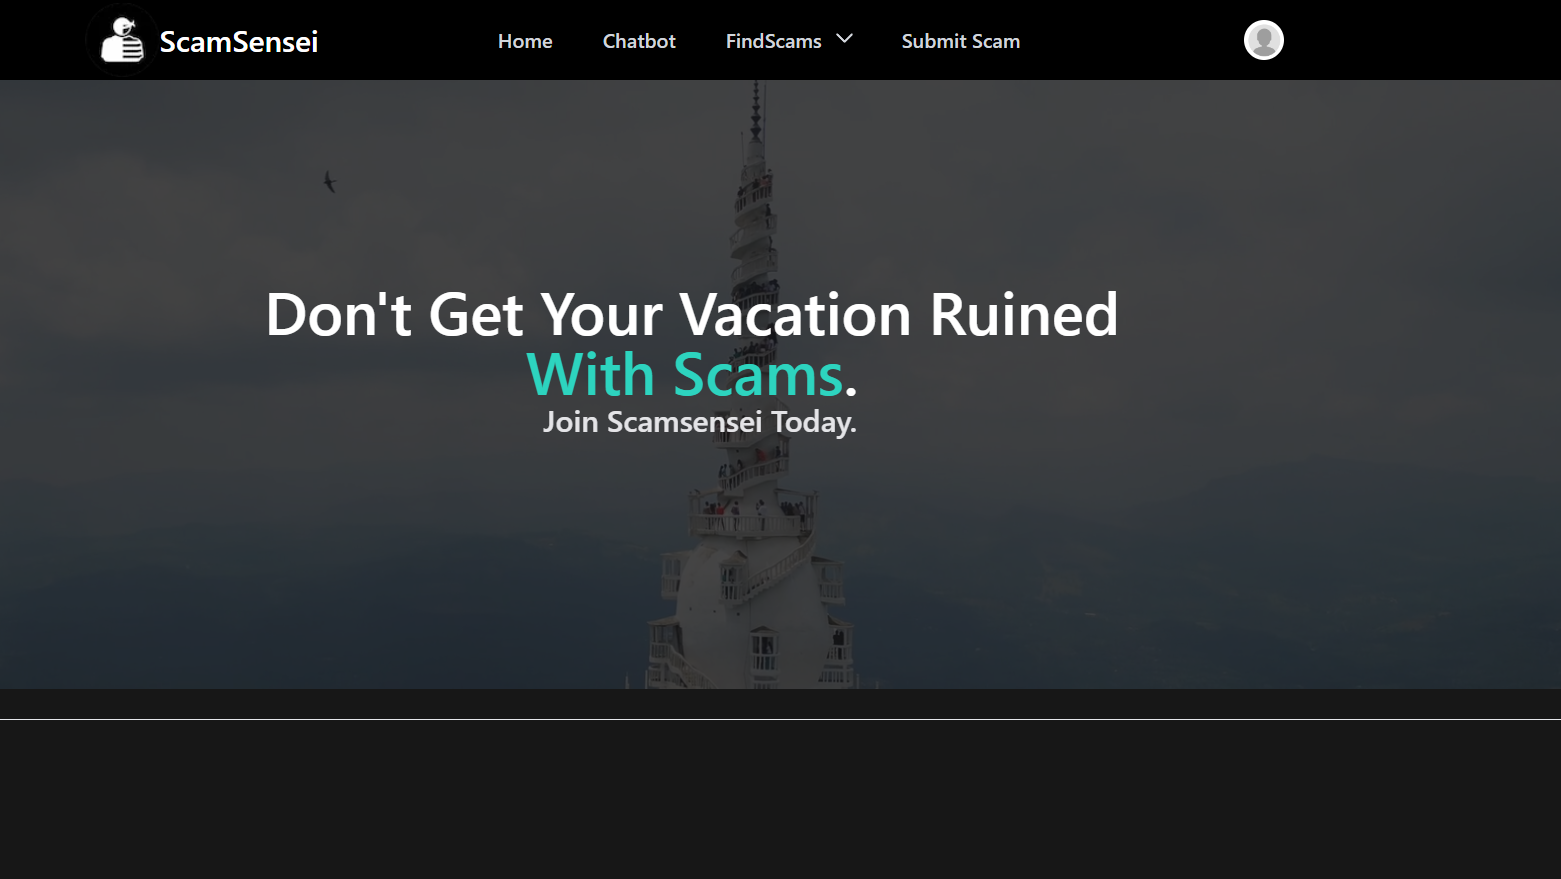 ScamSensei
Home
Chatbot
FindScams
Submit Scam
Don't Get Your Vacation Ruined
With Scams.
Join Scamsensei Today.